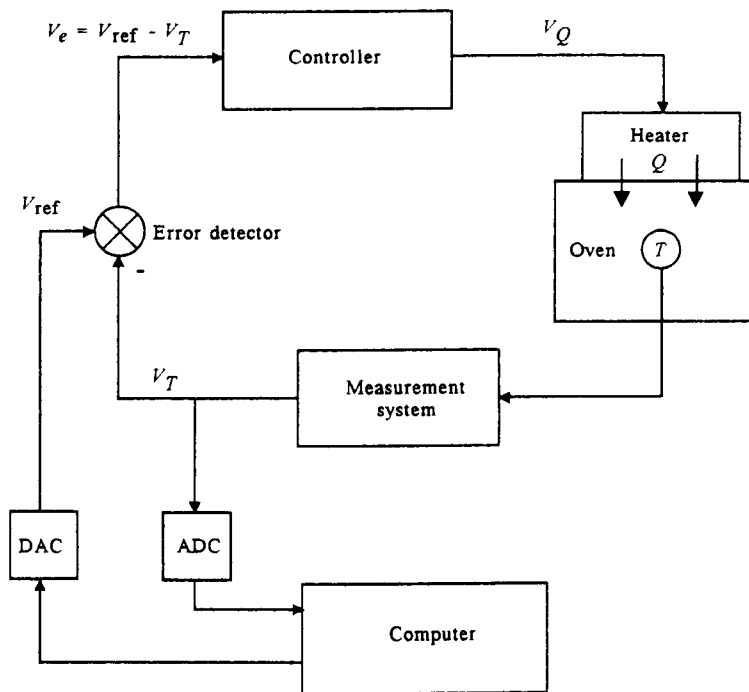 V_e = V_ref - V_T
Controller
V_Q
Heater
Q
V_ref
Error detector
-
Oven
T
V_T
Measurement
system
DAC
ADC
Computer